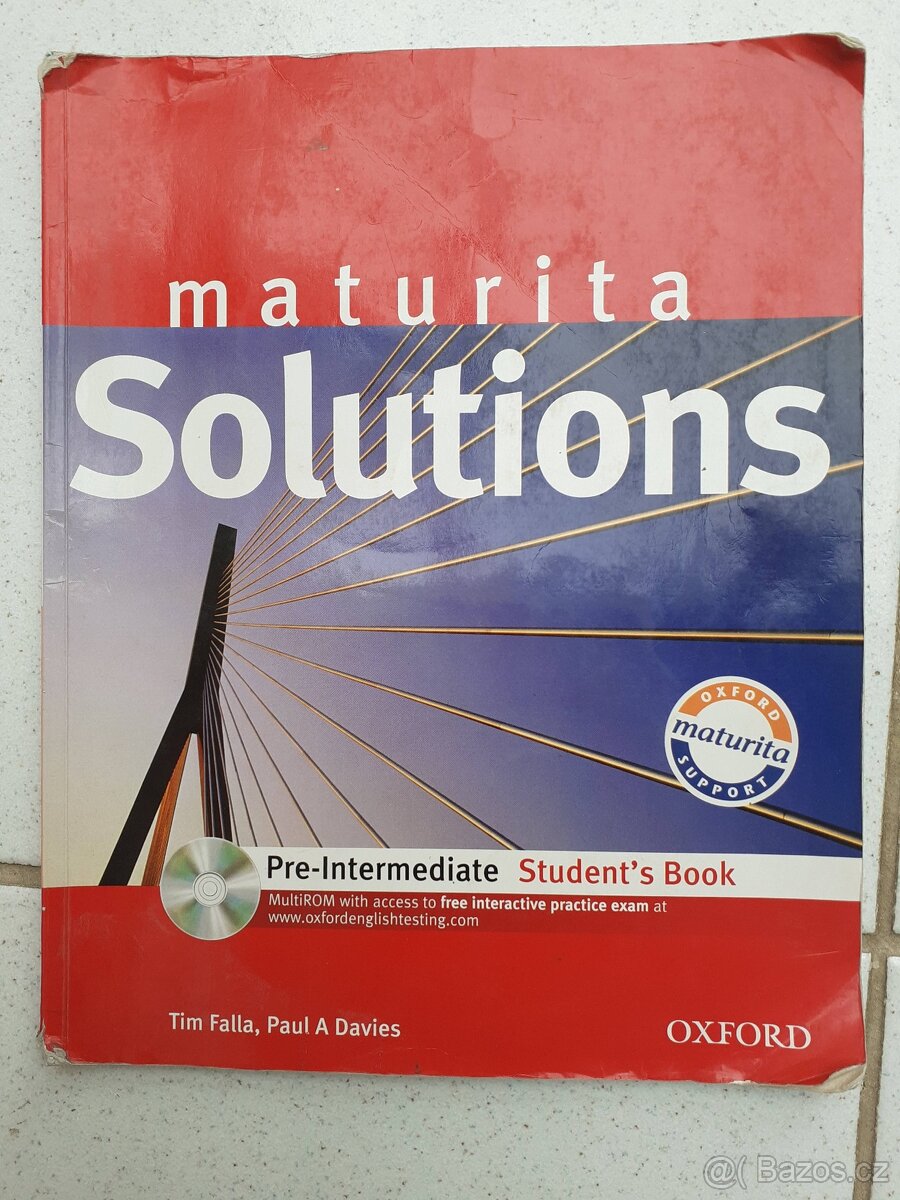 maturita
Solutions
OXFORD
maturita
SUPPORT
Pre-Intermediate Student's Book
MultiROM with access to free interactive practice exam at
www.oxfordenglishtesting.com
Tim Falla, Paul A Davies
OXFORD
@( Bazos.cz